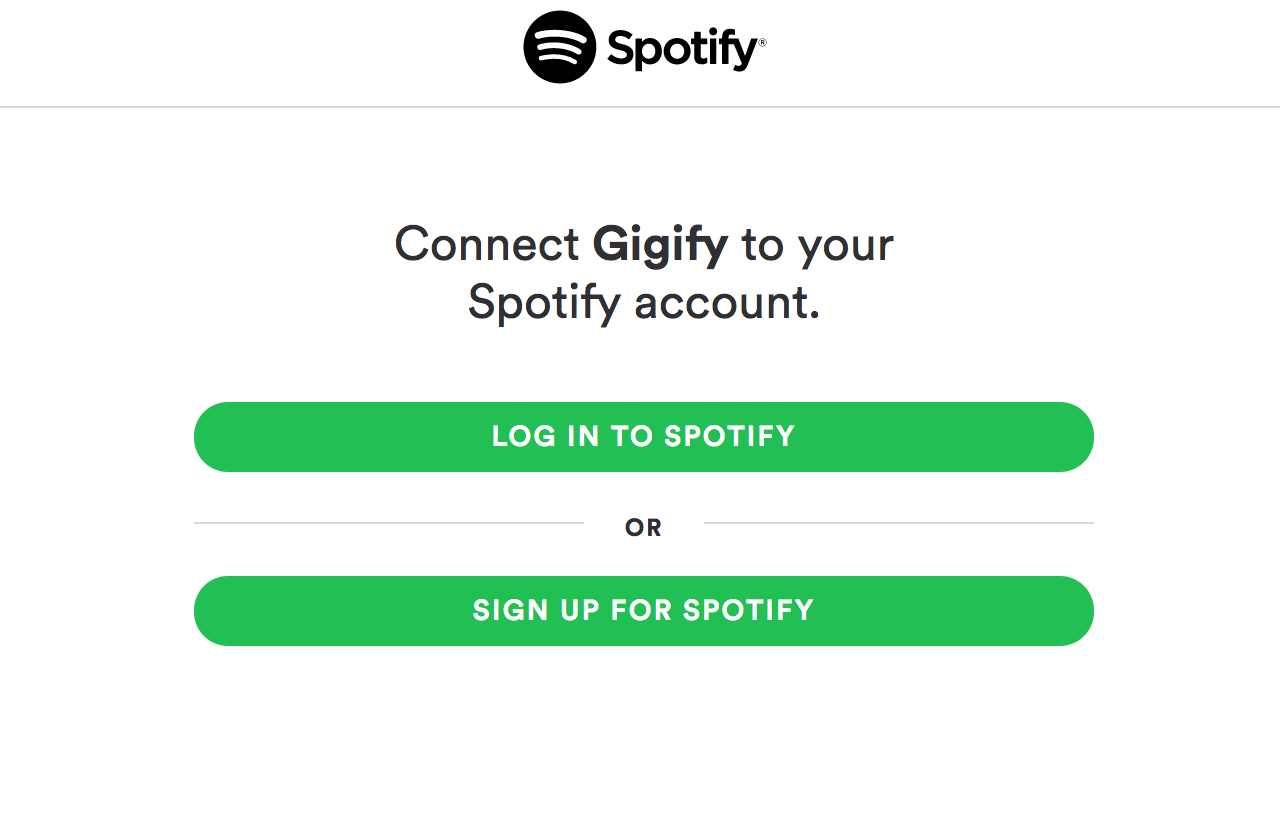 Spotify®
Connect Gigify to your
Spotify account.
LOG IN TO SPOTIFY
OR
SIGN UP FOR SPOTIFY